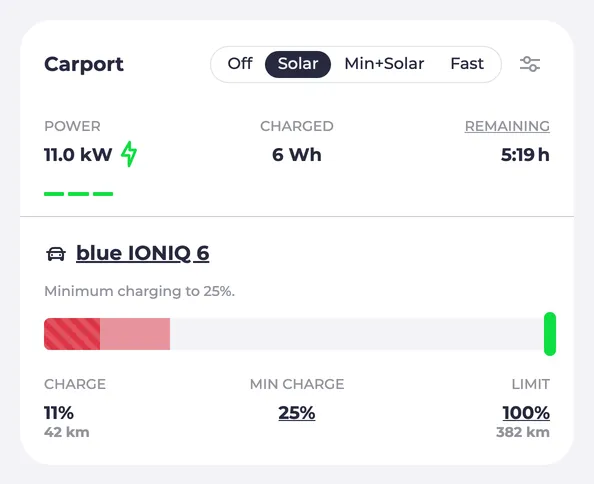 Carport Off Solar Min+Solar Fast
POWER CHARGED REMAINING
11.0 kW 6 Wh 5:19 h
blue IONIQ 6
Minimum charging to 25%.
CHARGE MIN CHARGE LIMIT
11% 25% 100%
42 km 382 km